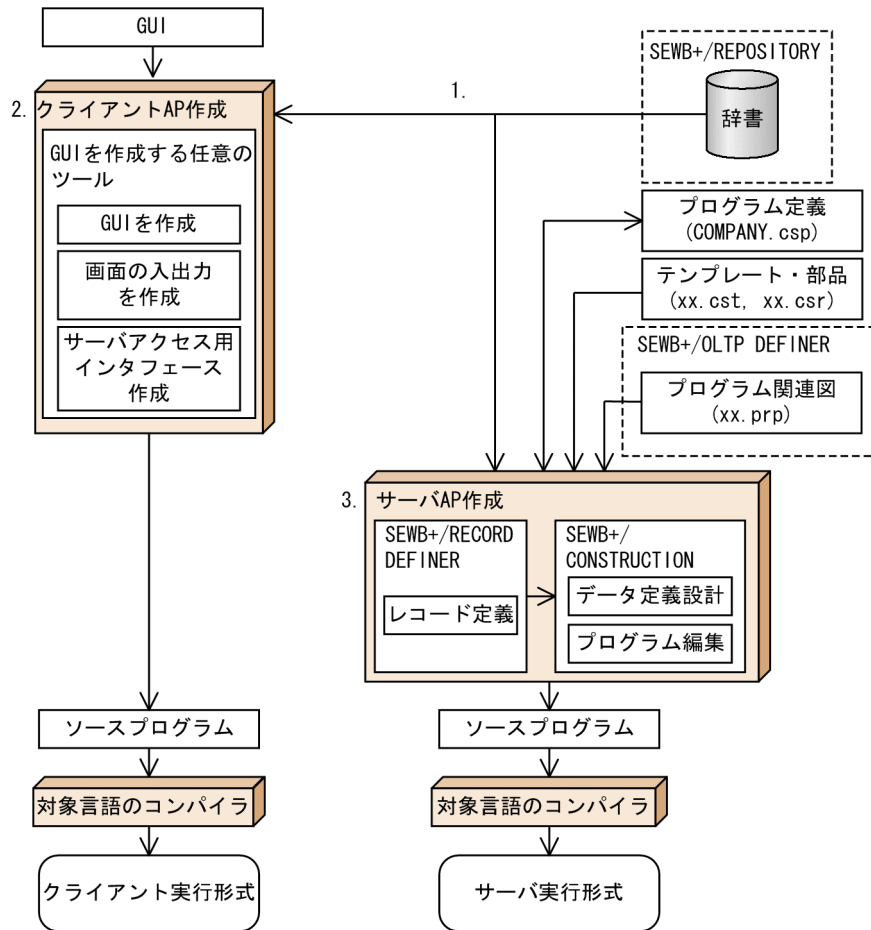 GUI
SEWB+/REPOSITORY
辞書
1.
2.
クライアントAP作成
GUIを作成する任意の
ツール
GUIを作成
画面の入出力
を作成
サーバアクセス用
インタフェース
作成
プログラム定義
(COMPANY.csp)
テンプレート・部品
(xx.cst, xx.csr)
SEWB+/OLTP DEFINER
プログラム関連図
(xx.prp)
3.
サーバAP作成
SEWB+/RECORD
DEFINER
レコード定義
SEWB+/
CONSTRUCTION
データ定義設計
プログラム編集
ソースプログラム
対象言語のコンパイラ
クライアント実行形式
ソースプログラム
対象言語のコンパイラ
サーバ実行形式